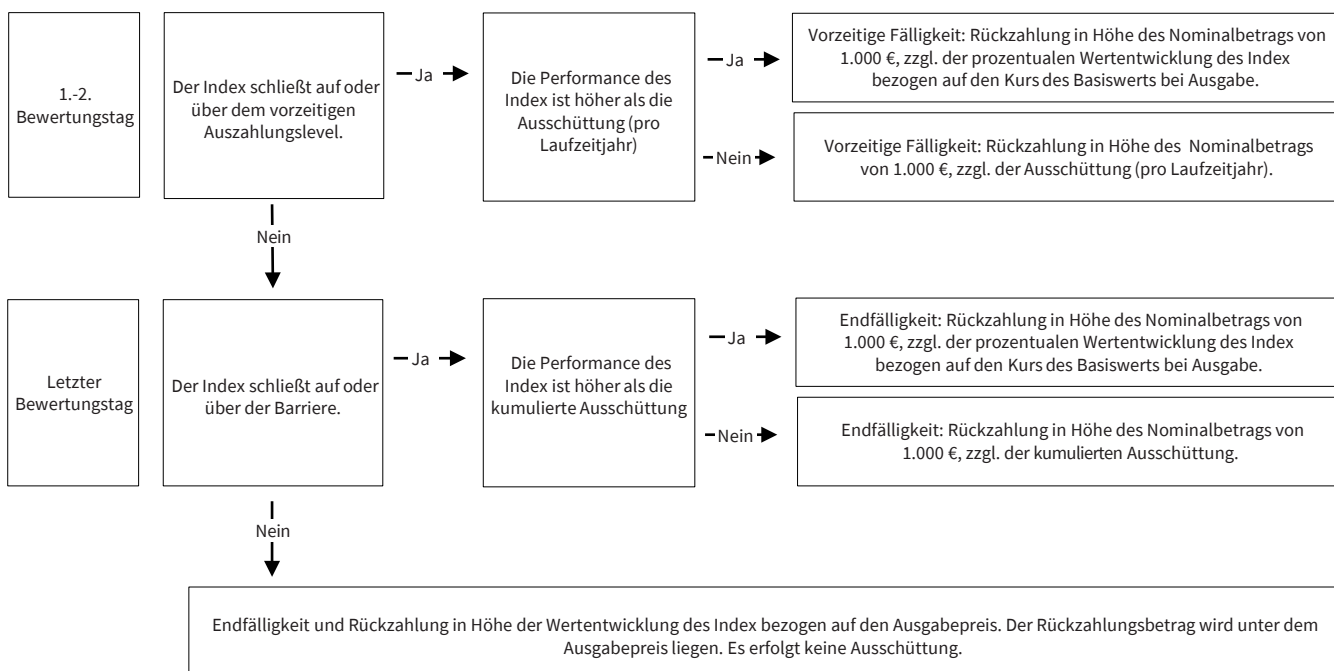 1.-2.
Bewertungstag
Der Index schließt auf oder
über dem vorzeitigen
Auszahlungslevel.
Ja
Die Performance des
Index ist höher als die
Ausschüttung (pro
Laufzeitjahr)
Ja
Vorzeitige Fälligkeit: Rückzahlung in Höhe des Nominalbetrags von
1.000 €, zzgl. der prozentualen Wertentwicklung des Index
bezogen auf den Kurs des Basiswerts bei Ausgabe.
Nein
Vorzeitige Fälligkeit: Rückzahlung in Höhe des Nominalbetrags
von 1.000 €, zzgl. der Ausschüttung (pro Laufzeitjahr).
Nein
Letzter
Bewertungstag
Der Index schließt auf oder
über der Barriere.
Ja
Die Performance des
Index ist höher als die
kumulierte Ausschüttung
Ja
Endfälligkeit: Rückzahlung in Höhe des Nominalbetrags von
1.000 €, zzgl. der prozentualen Wertentwicklung des Index
bezogen auf den Kurs des Basiswerts bei Ausgabe.
Nein
Endfälligkeit: Rückzahlung in Höhe des Nominalbetrags von
1.000 €, zzgl. der kumulierten Ausschüttung.
Nein
Endfälligkeit und Rückzahlung in Höhe der Wertentwicklung des Index bezogen auf den Ausgabepreis. Der Rückzahlungsbetrag wird unter dem
Ausgabepreis liegen. Es erfolgt keine Ausschüttung.